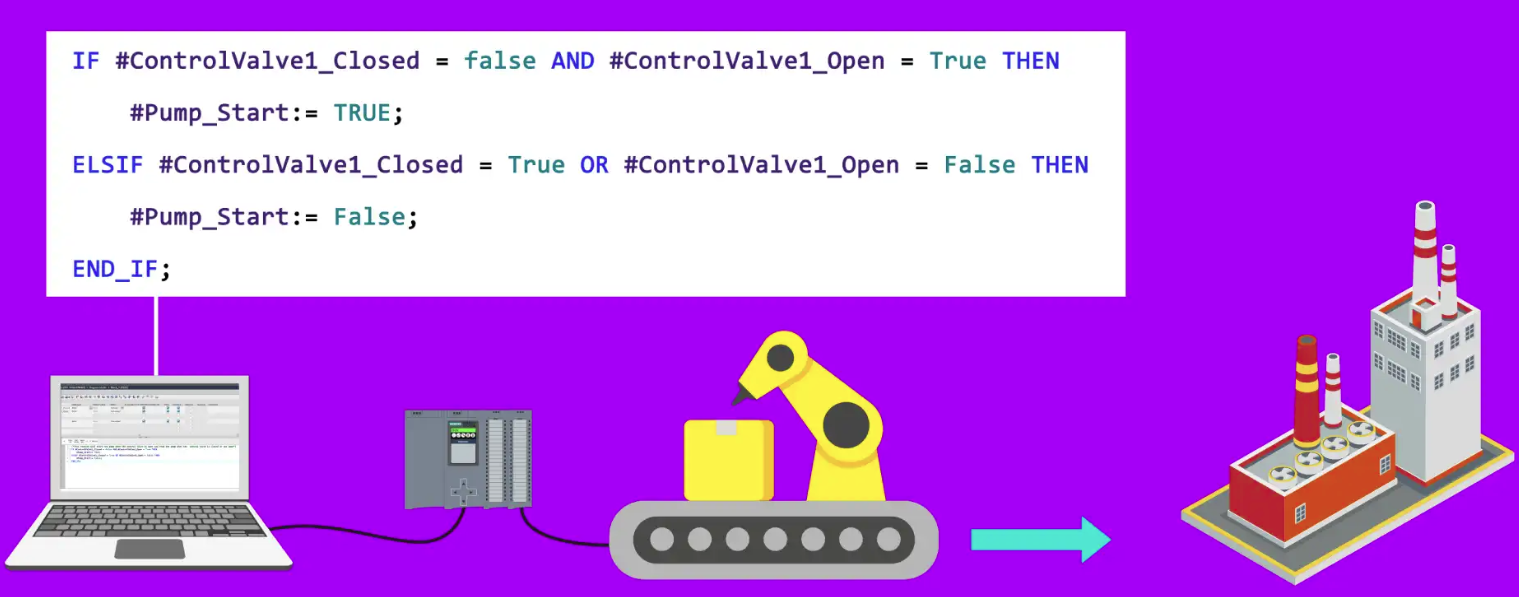 IF #ControlValve1_Closed = false AND #ControlValve1_Open = True THEN
#Pump_Start:= TRUE;
ELSIF #ControlValve1_Closed = True OR #ControlValve1_Open = False THEN
#Pump_Start:= False;
END_IF;